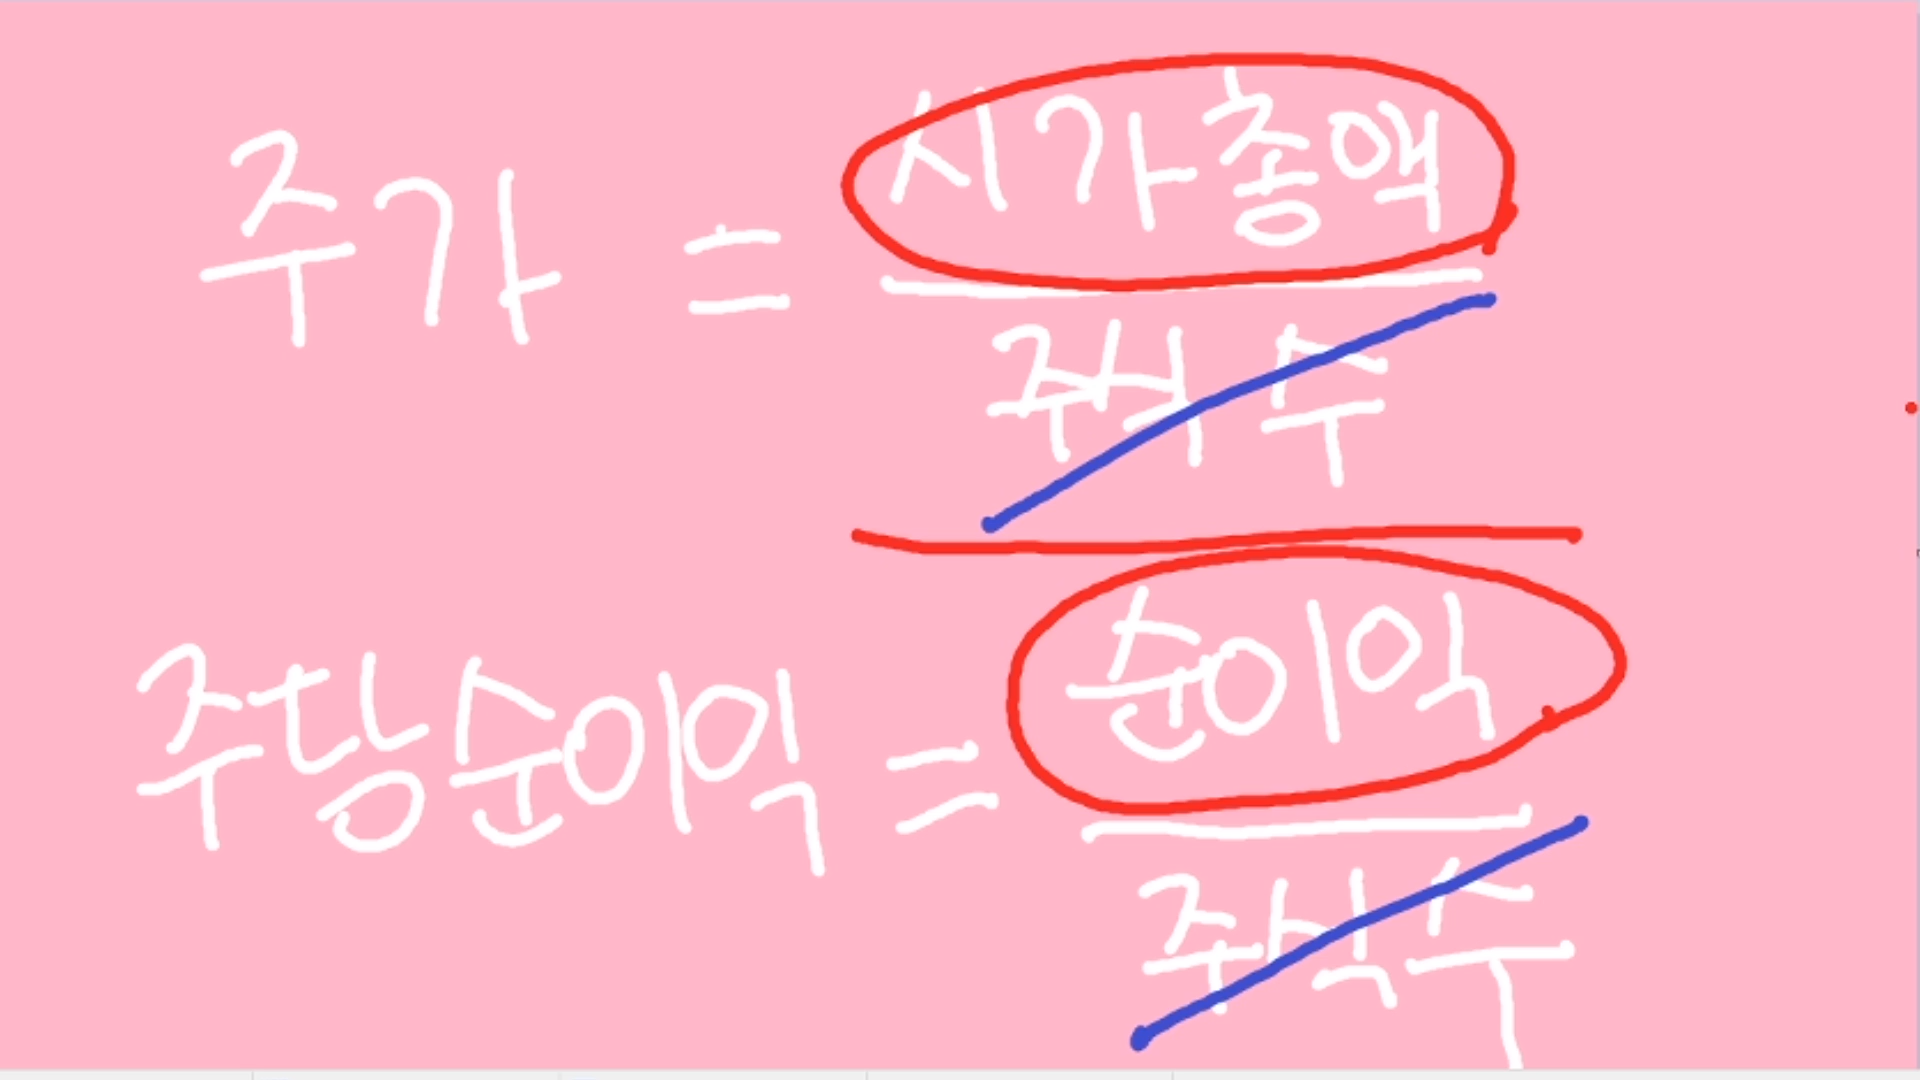 주가 = 시가총액
주식수
주당순이익 = 순이익
주식수